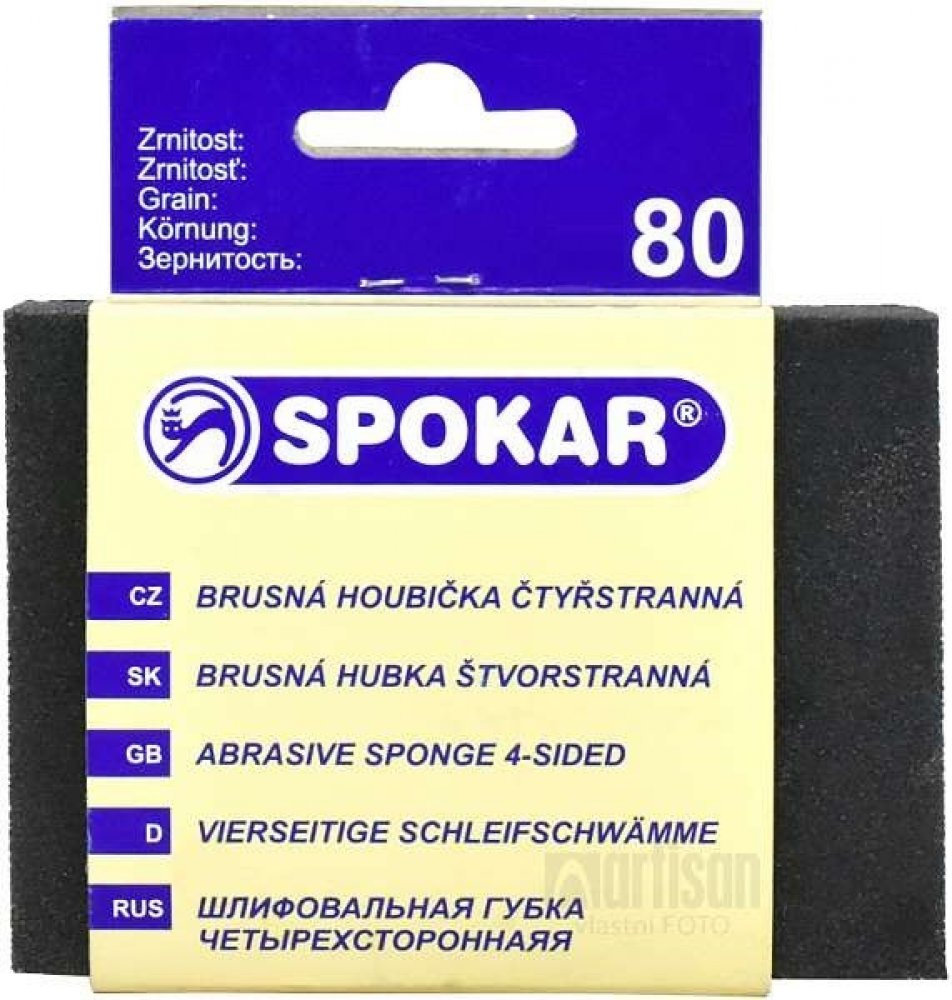 Zrnitost:
Zrnitosť:
Grain:
Körnung:
Зернитость:
80
SPOKAR®
CZ BRUSNÁ HOUBIČKA ČTYŘSTRANNÁ
SK BRUSNÁ HUBKA ŠTVORSTRANNÁ
GB ABRASIVE SPONGE 4-SIDED
D VIERSEITIGE SCHLEIFSCHWÄMME
RUS ШЛИФОВАЛЬНАЯ ГУБКА
ЧЕТЫРЕХСТОРОННАЯЯ
artisan
vlastní FOTO